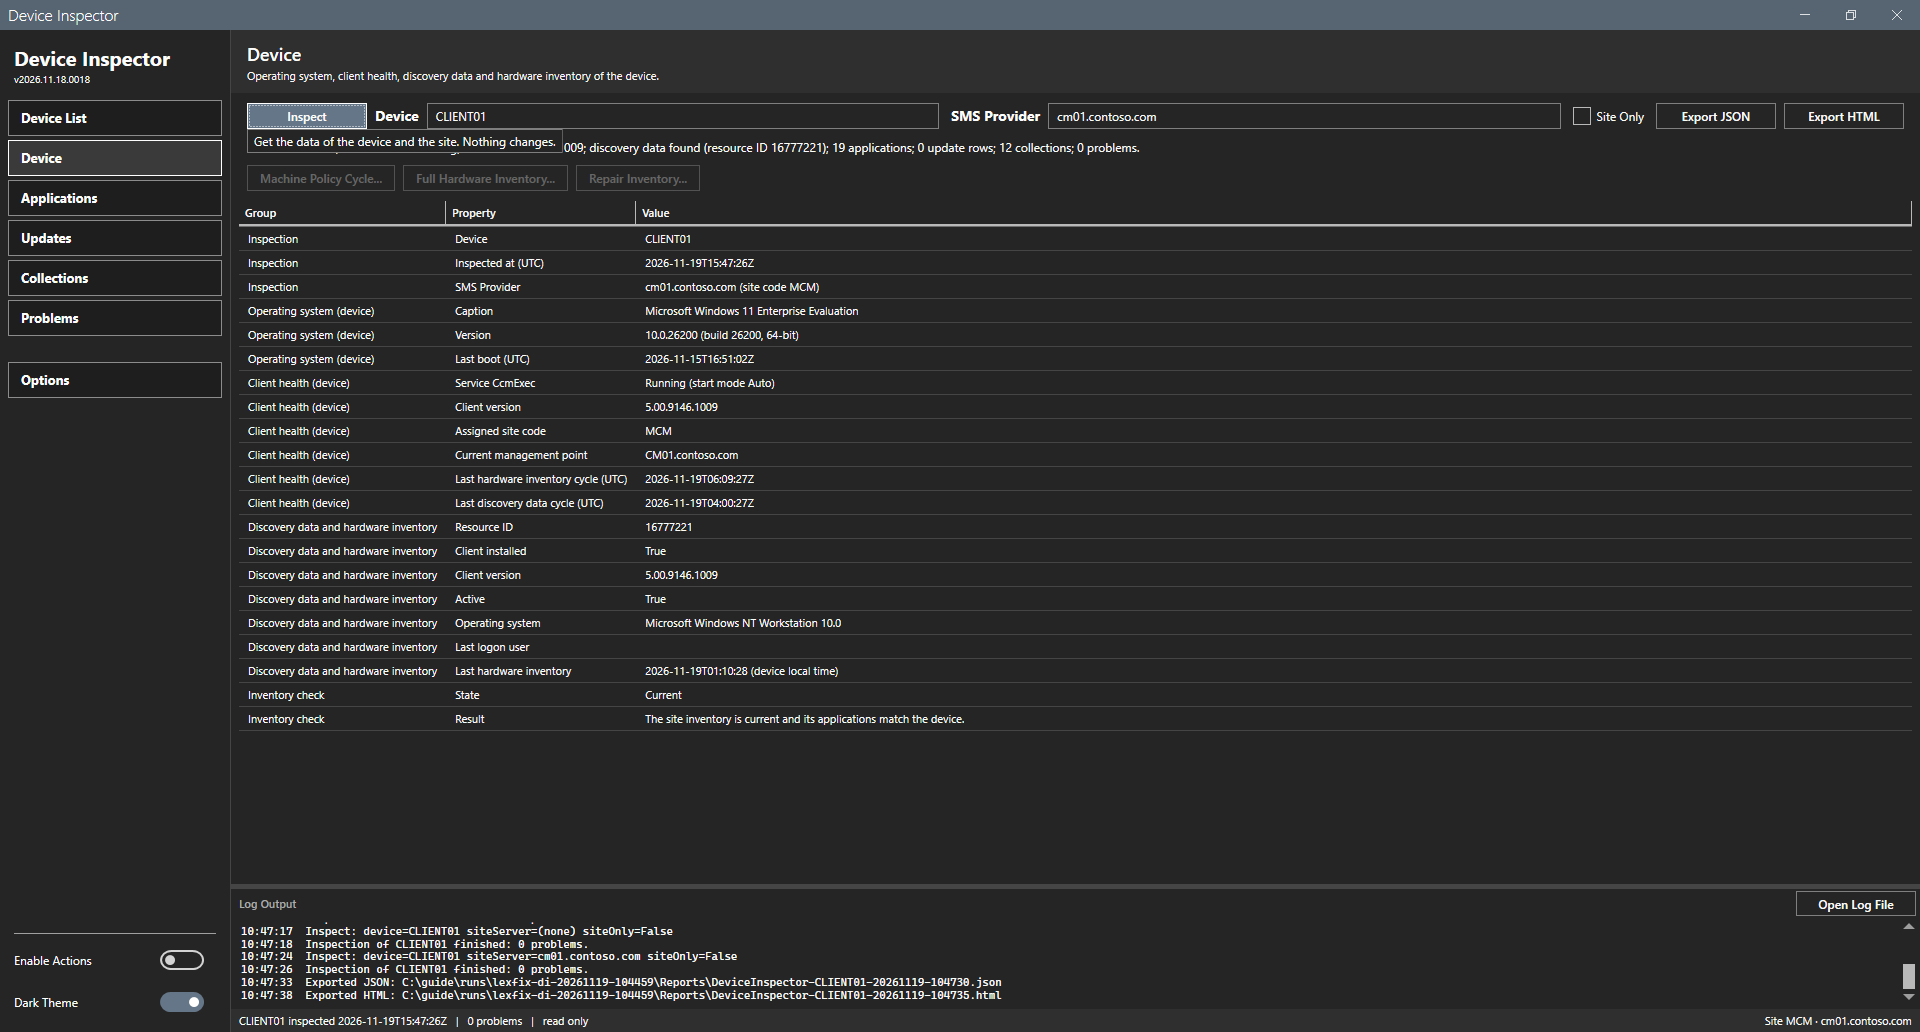 Device Inspector
Device Inspector
v2026.11.18.0018
Device List
Device
Applications
Updates
Collections
Problems
Options
Enable Actions
Dark Theme
Device
Operating system, client health, discovery data and hardware inventory of the device.
Inspect Device CLIENT01 SMS Provider cm01.contoso.com Site Only Export JSON Export HTML
Get the data of the device and the site. Nothing changes.
009; discovery data found (resource ID 16777221); 19 applications; 0 update rows; 12 collections; 0 problems.
Machine Policy Cycle... Full Hardware Inventory... Repair Inventory...
Group Property Value
Inspection Device CLIENT01
Inspection Inspected at (UTC) 2026-11-19T15:47:26Z
Inspection SMS Provider cm01.contoso.com (site code MCM)
Operating system (device) Caption Microsoft Windows 11 Enterprise Evaluation
Operating system (device) Version 10.0.26200 (build 26200, 64-bit)
Operating system (device) Last boot (UTC) 2026-11-15T16:51:02Z
Client health (device) Service CcmExec Running (start mode Auto)
Client health (device) Client version 5.00.9146.1009
Client health (device) Assigned site code MCM
Client health (device) Current management point CM01.contoso.com
Client health (device) Last hardware inventory cycle (UTC) 2026-11-19T06:09:27Z
Client health (device) Last discovery data cycle (UTC) 2026-11-19T04:00:27Z
Discovery data and hardware inventory Resource ID 16777221
Discovery data and hardware inventory Client installed True
Discovery data and hardware inventory Client version 5.00.9146.1009
Discovery data and hardware inventory Active True
Discovery data and hardware inventory Operating system Microsoft Windows NT Workstation 10.0
Discovery data and hardware inventory Last logon user
Discovery data and hardware inventory Last hardware inventory 2026-11-19T01:10:28 (device local time)
Inventory check State Current
Inventory check Result The site inventory is current and its applications match the device.
Log Output Open Log File
10:47:17 Inspect: device=CLIENT01 siteServer=(none) siteOnly=False
10:47:18 Inspection of CLIENT01 finished: 0 problems.
10:47:24 Inspect: device=CLIENT01 siteServer=cm01.contoso.com siteOnly=False
10:47:26 Inspection of CLIENT01 finished: 0 problems.
10:47:33 Exported JSON: C:\guide\runs\lexfix-di-20261119-104459\Reports\DeviceInspector-CLIENT01-20261119-104730.json
10:47:38 Exported HTML: C:\guide\runs\lexfix-di-20261119-104459\Reports\DeviceInspector-CLIENT01-20261119-104735.html
CLIENT01 inspected 2026-11-19T15:47:26Z | 0 problems | read only
Site MCM · cm01.contoso.com